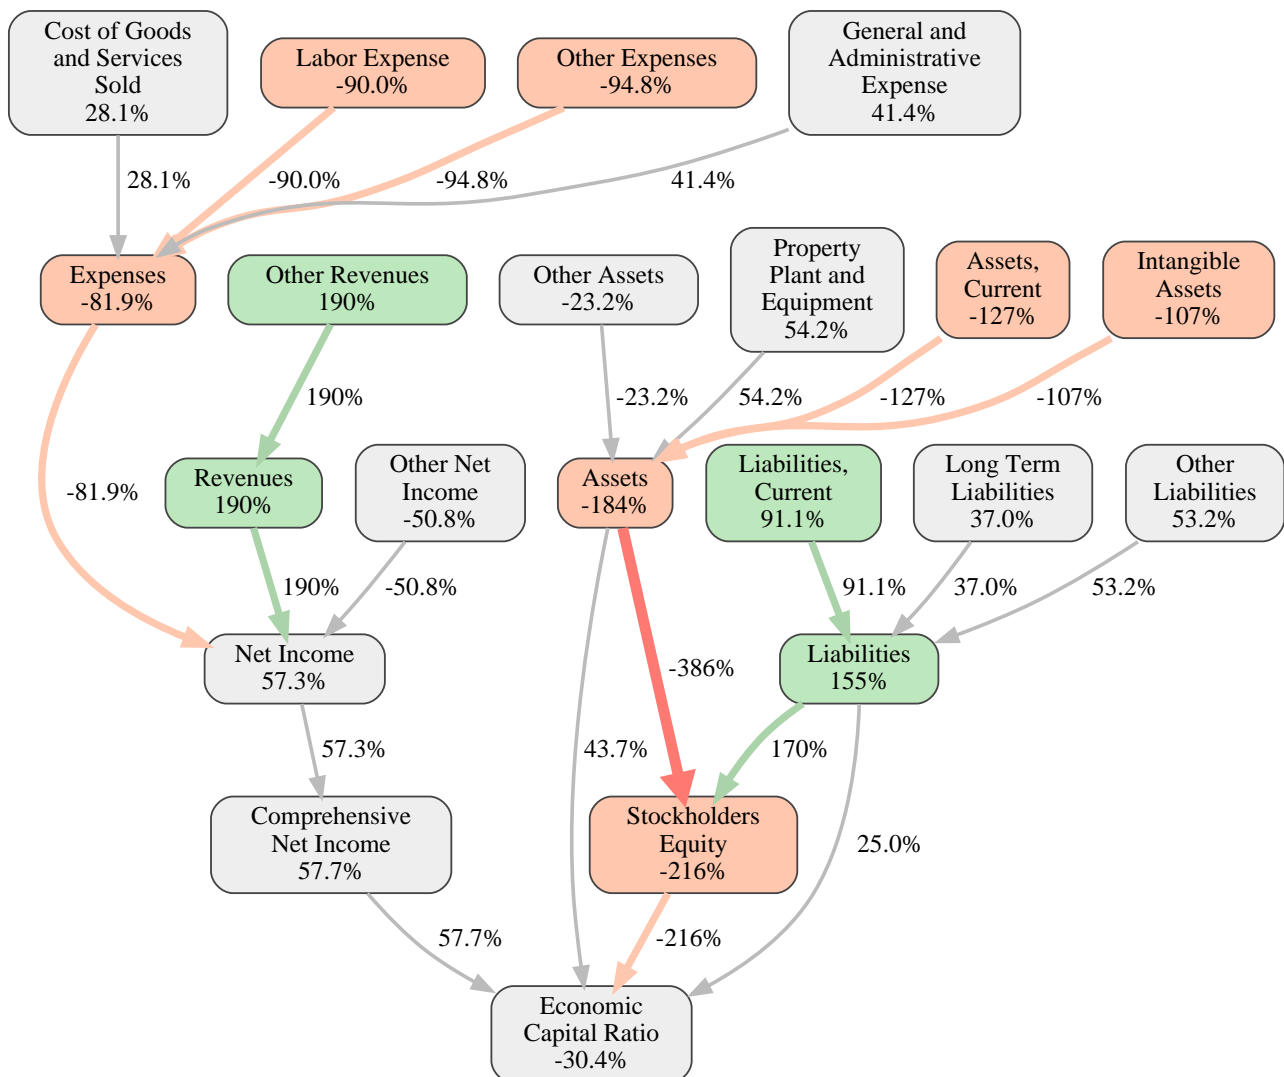 Cost of Goods
and Services
Sold
28.1%
Labor Expense
-90.0%
Other Expenses
-94.8%
General and
Administrative
Expense
41.4%
28.1%
-90.0%
-94.8%
41.4%
Expenses
-81.9%
Other Revenues
190%
Other Assets
-23.2%
Property
Plant and
Equipment
54.2%
Assets,
Current
-127%
Intangible
Assets
-107%
190%
-23.2%
54.2%
-127%
-107%
-81.9%
Revenues
190%
Other Net
Income
-50.8%
Assets
-184%
Liabilities,
Current
91.1%
Long Term
Liabilities
37.0%
Other
Liabilities
53.2%
190%
-50.8%
91.1%
37.0%
53.2%
Net Income
57.3%
-386%
Liabilities
155%
57.3%
43.7%
170%
Comprehensive
Net Income
57.7%
Stockholders
Equity
-216%
25.0%
57.7%
-216%
Economic
Capital Ratio
-30.4%